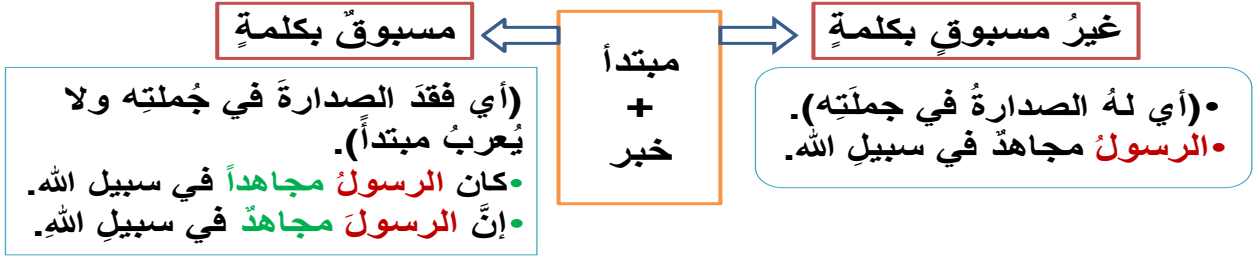 غيرُ مسبوقٍ بكلمةٍ
•(أي لهُ الصدارةُ في جملَتِه).
•الرسولُ مجاهدٌ في سبيلِ الله.
مبتدأ
+
خبر
مسبوقٌ بكلمةٍ
(أي فقدَ الصدارةَ في جُملتِه ولا
يُعربُ مبتدأً).
•كان الرسولُ مجاهداً في سبيل الله.
•إنَّ الرسولَ مجاهدٌ في سبيلِ اللهِ.